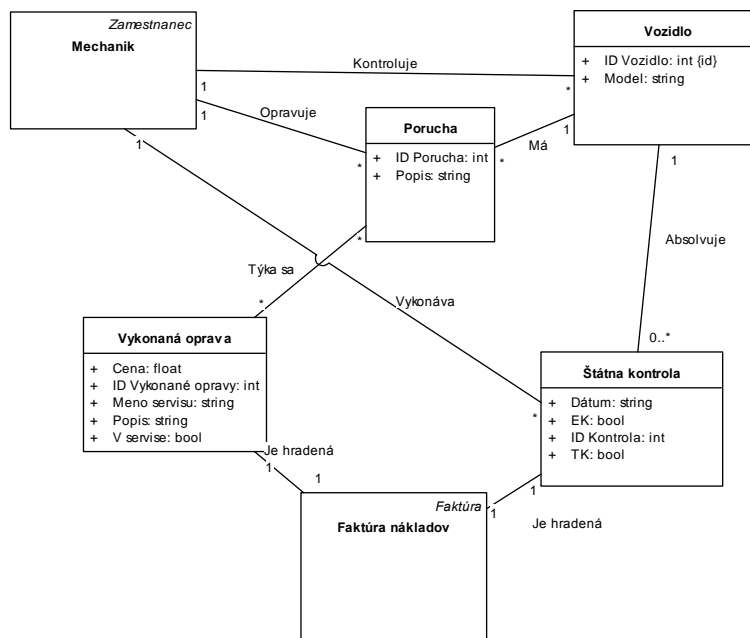 Zamestnanec
Mechanik
Vozidlo
+ ID Vozidlo: int {id}
+ Model: string
Kontroluje
1
*
1
Opravuje
*
Porucha
+ ID Porucha: int
+ Popis: string
1
Má
*
1
1
*
Týka sa
*
Vykonáva
*
Absolvuje
0..*
Vykonaná oprava
+ Cena: float
+ ID Vykonané opravy: int
+ Meno servisu: string
+ Popis: string
+ V servise: bool
Štátna kontrola
+ Dátum: string
+ EK: bool
+ ID Kontrola: int
+ TK: bool
Je hradená
1
1
1
1
Je hradená
Faktúra
Faktúra nákladov